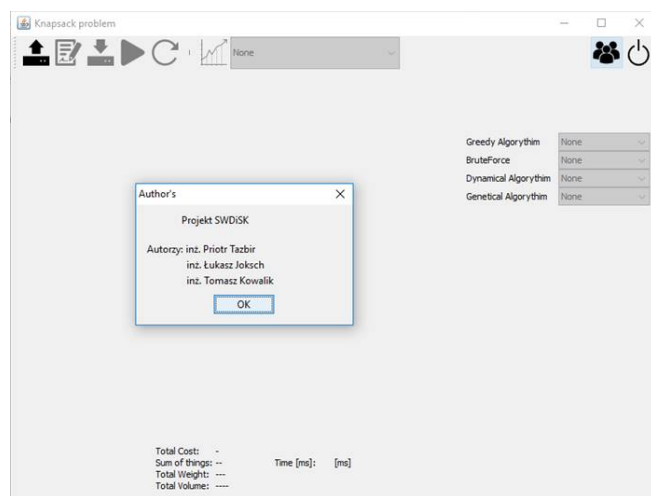 Knapsack problem
None
Greedy Algorythim None
BruteForce None
Dynamical Algorythim None
Genetical Algorythim None
Author's
Projekt SWDiSK
Autorzy: inż. Priotr Tazbir
inż. Łukasz Joksch
inż. Tomasz Kowalik
OK
Total Cost: -
Sum of things: -- Time [ms]: [ms]
Total Weight: ---
Total Volume: ----